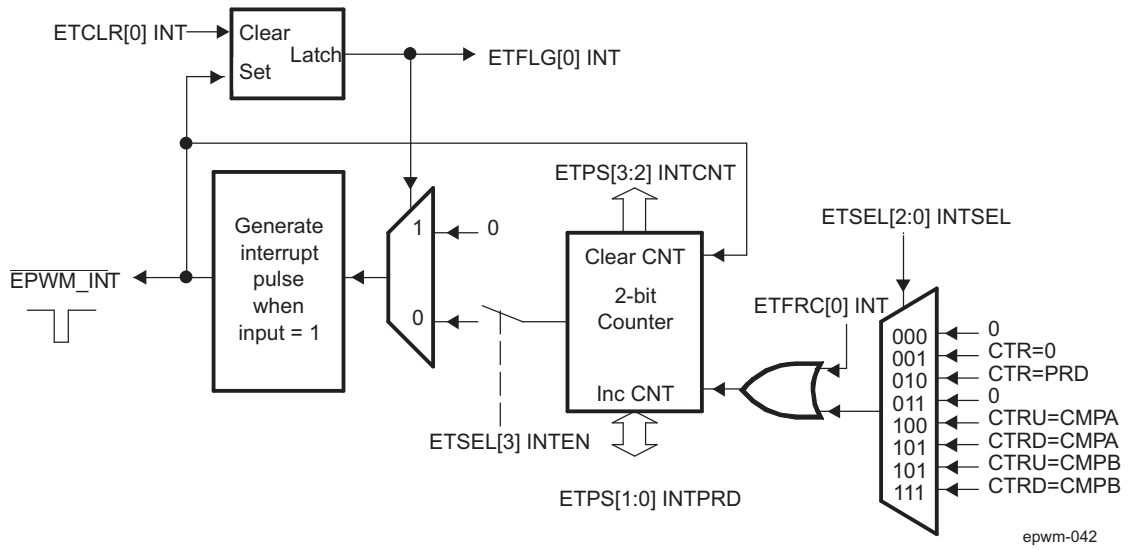 ETCLR[0] INT
Clear
Latch
Set
ETFLG[0] INT
ETPS[3:2] INTCNT
ETSEL[2:0] INTSEL
Generate
interrupt
pulse
when
input = 1
1
0
0
EPWM_INT
Clear CNT
2-bit
Counter
Inc CNT
ETFRC[0] INT
000
0
001
CTR=0
010
CTR=PRD
011
0
100
CTRU=CMPA
101
CTRD=CMPA
101
CTRU=CMPB
111
CTRD=CMPB
ETSEL[3] INTEN
ETPS[1:0] INTPRD
epwm-042